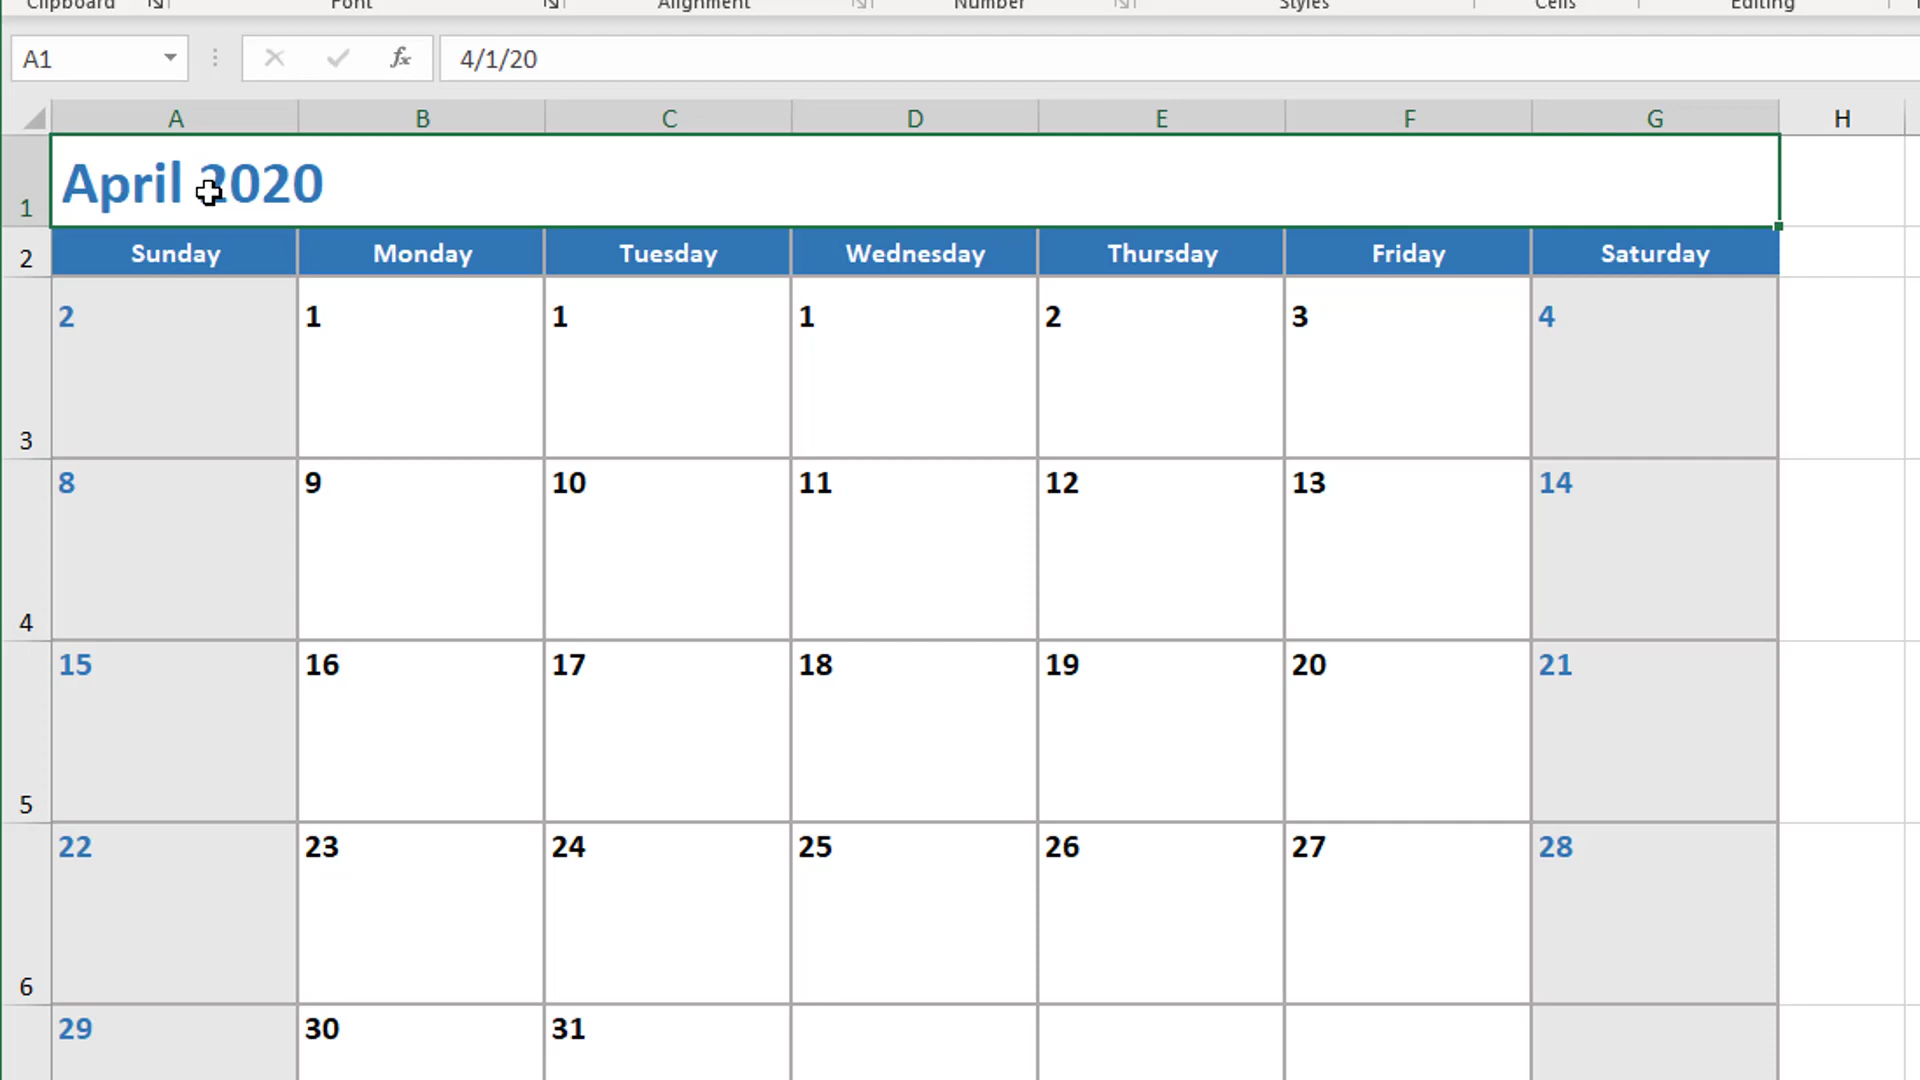 Clipboard Font Alignment Number Styles Cells Editing
A1 fx 4/1/20
A B C D E F G H
1 April 2020
2 Sunday Monday Tuesday Wednesday Thursday Friday Saturday
2 1 1 1 2 3 4
3
8 9 10 11 12 13 14
4
15 16 17 18 19 20 21
5
22 23 24 25 26 27 28
6
29 30 31